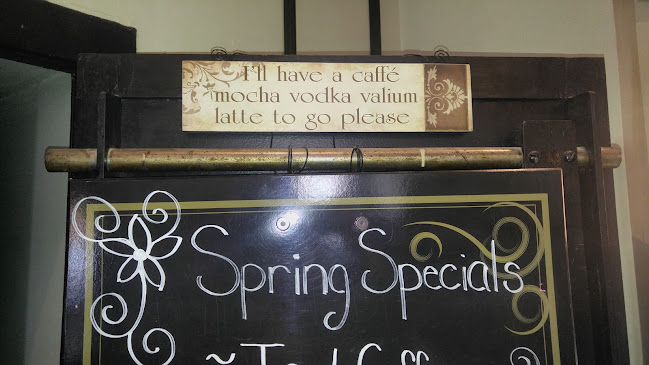 I'll have a caffé
mocha vodka valium
latte to go please
Spring Specials
~